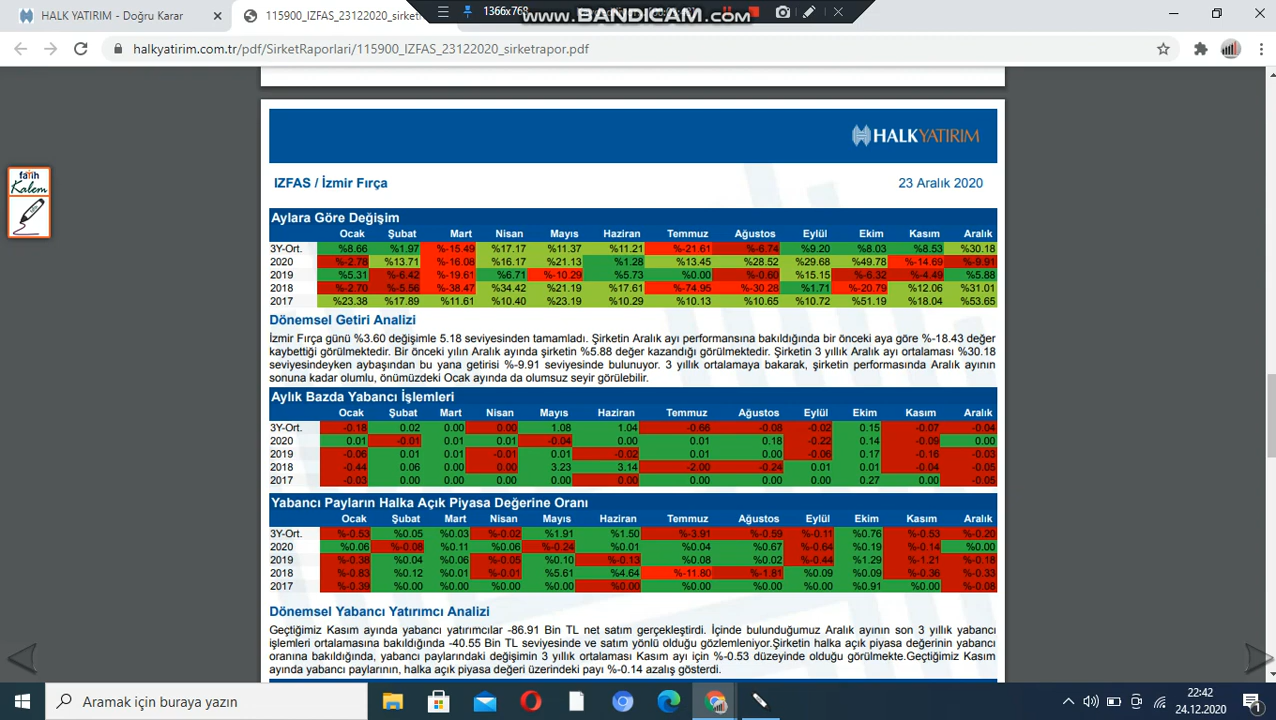 HALK YATIRIM - Doğru Karar
115900_IZFAS_23122020_sirketr
1366x768
www.BANDICAM.com
halkyatirim.com.tr/pdf/SirketRaporlari/115900_IZFAS_23122020_sirketrapor.pdf
fatih
Kalem
HALKYATIRIM
IZFAS / İzmir Fırça 23 Aralık 2020
Aylara Göre Değişim
Ocak Şubat Mart Nisan Mayıs Haziran Temmuz Ağustos Eylül Ekim Kasım Aralık
3Y-Ort. %8.66 %1.97 %-15.49 %17.17 %11.37 %11.21 %-21.61 %-6.74 %9.20 %8.03 %8.53 %30.18
2020 %-2.78 %13.71 %-16.08 %16.17 %21.13 %1.28 %13.45 %28.52 %29.68 %49.78 %-14.69 %-9.91
2019 %5.31 %-6.42 %-19.61 %6.71 %-10.29 %5.73 %0.00 %-0.60 %15.15 %-6.32 %-4.49 %5.88
2018 %-2.70 %-5.56 %-38.47 %34.42 %21.19 %17.61 %-74.95 %-30.28 %1.71 %-20.79 %12.06 %31.01
2017 %23.38 %17.89 %11.61 %10.40 %23.19 %10.29 %10.13 %10.65 %10.72 %51.19 %18.04 %53.65
Dönemsel Getiri Analizi
İzmir Fırça günü %3.60 değişimle 5.18 seviyesinden tamamladı. Şirketin Aralık ayı performansına bakıldığında bir önceki aya göre %-18.43 değer
kaybettiği görülmektedir. Bir önceki yılın Aralık ayında şirketin %5.88 değer kazandığı görülmektedir. Şirketin 3 yıllık Aralık ayı ortalaması %30.18
seviyesindeyken aybaşından bu yana getirisi %-9.91 seviyesinde bulunuyor. 3 yıllık ortalamaya bakarak, şirketin performasında Aralık ayının
sonuna kadar olumlu, önümüzdeki Ocak ayında da olumsuz seyir görülebilir.
Aylık Bazda Yabancı İşlemleri
Ocak Şubat Mart Nisan Mayıs Haziran Temmuz Ağustos Eylül Ekim Kasım Aralık
3Y-Ort. -0.18 0.02 0.00 0.00 1.08 1.04 -0.66 -0.08 -0.02 0.15 -0.07 -0.04
2020 0.01 -0.01 0.01 0.01 -0.04 0.00 0.01 0.18 -0.22 0.14 -0.09 0.00
2019 -0.06 0.01 0.01 -0.01 0.01 -0.02 0.01 0.00 -0.06 0.17 -0.16 -0.03
2018 -0.44 0.06 0.00 0.00 3.23 3.14 -2.00 -0.24 0.01 0.01 -0.04 -0.05
2017 -0.03 0.00 0.00 0.00 0.00 0.00 0.00 0.00 0.00 0.27 0.00 -0.05
Yabancı Payların Halka Açık Piyasa Değerine Oranı
Ocak Şubat Mart Nisan Mayıs Haziran Temmuz Ağustos Eylül Ekim Kasım Aralık
3Y-Ort. %-0.53 %0.05 %0.03 %-0.02 %1.91 %1.50 %-3.91 %-0.59 %-0.11 %0.76 %-0.53 %-0.20
2020 %0.06 %-0.08 %0.11 %0.06 %-0.24 %0.01 %0.04 %0.67 %-0.64 %0.19 %-0.14 %0.00
2019 %-0.38 %0.04 %0.06 %-0.05 %0.10 %-0.13 %0.08 %0.02 %-0.44 %1.29 %-1.21 %-0.18
2018 %-0.83 %0.12 %0.01 %-0.01 %5.61 %4.64 %-11.80 %-1.81 %0.09 %0.09 %-0.36 %-0.33
2017 %-0.39 %0.00 %0.00 %0.00 %0.00 %0.00 %0.00 %0.00 %0.00 %0.91 %0.00 %-0.08
Dönemsel Yabancı Yatırımcı Analizi
Geçtiğimiz Kasım ayında yabancı yatırımcılar -86.91 Bin TL net satım gerçekleştirdi. İçinde bulunduğumuz Aralık ayının son 3 yıllık yabancı
işlemleri ortalamasına bakıldığında -40.55 Bin TL seviyesinde ve satım yönlü olduğu gözlemleniyor.Şirketin halka açık piyasa değerinin yabancı
oranına bakıldığında, yabancı paylarındaki değişimin 3 yıllık ortalaması Kasım ayı için %-0.53 düzeyinde olduğu görülmekte.Geçtiğimiz Kasım
ayında yabancı paylarının, halka açık piyasa değeri üzerindeki payı %-0.14 azalış gösterdi.
Aramak için buraya yazın
22:42
24.12.2020
1